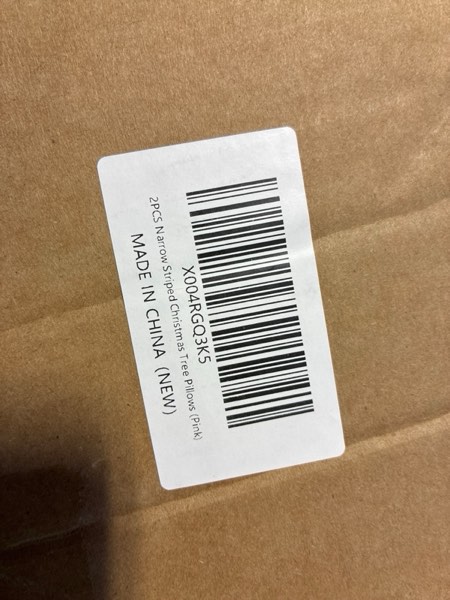 X004RGQ3K5
2PCS Narrow Striped Christmas Tree Pillows (Pink)
MADE IN CHINA (NEW)